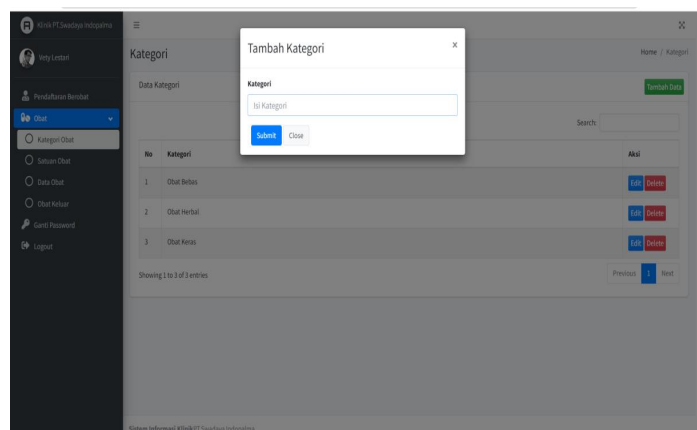 Klinik PT.Swadaya Indopalma
Vety Lestari
Pendaftaran Berobat
Obat
Kategori Obat
Satuan Obat
Data Obat
Obat Keluar
Ganti Password
Logout
Kategori
Home / Kategori
Data Kategori
Tambah Data
Tambah Kategori
x
Kategori
Isi Kategori
Submit Close
Search:
No Kategori Aksi
1 Obat Bebas Edit Delete
2 Obat Herbal Edit Delete
3 Obat Keras Edit Delete
Showing 1 to 3 of 3 entries
Previous 1 Next
Sistem Informasi Klinik PT Swadaya Indopalma